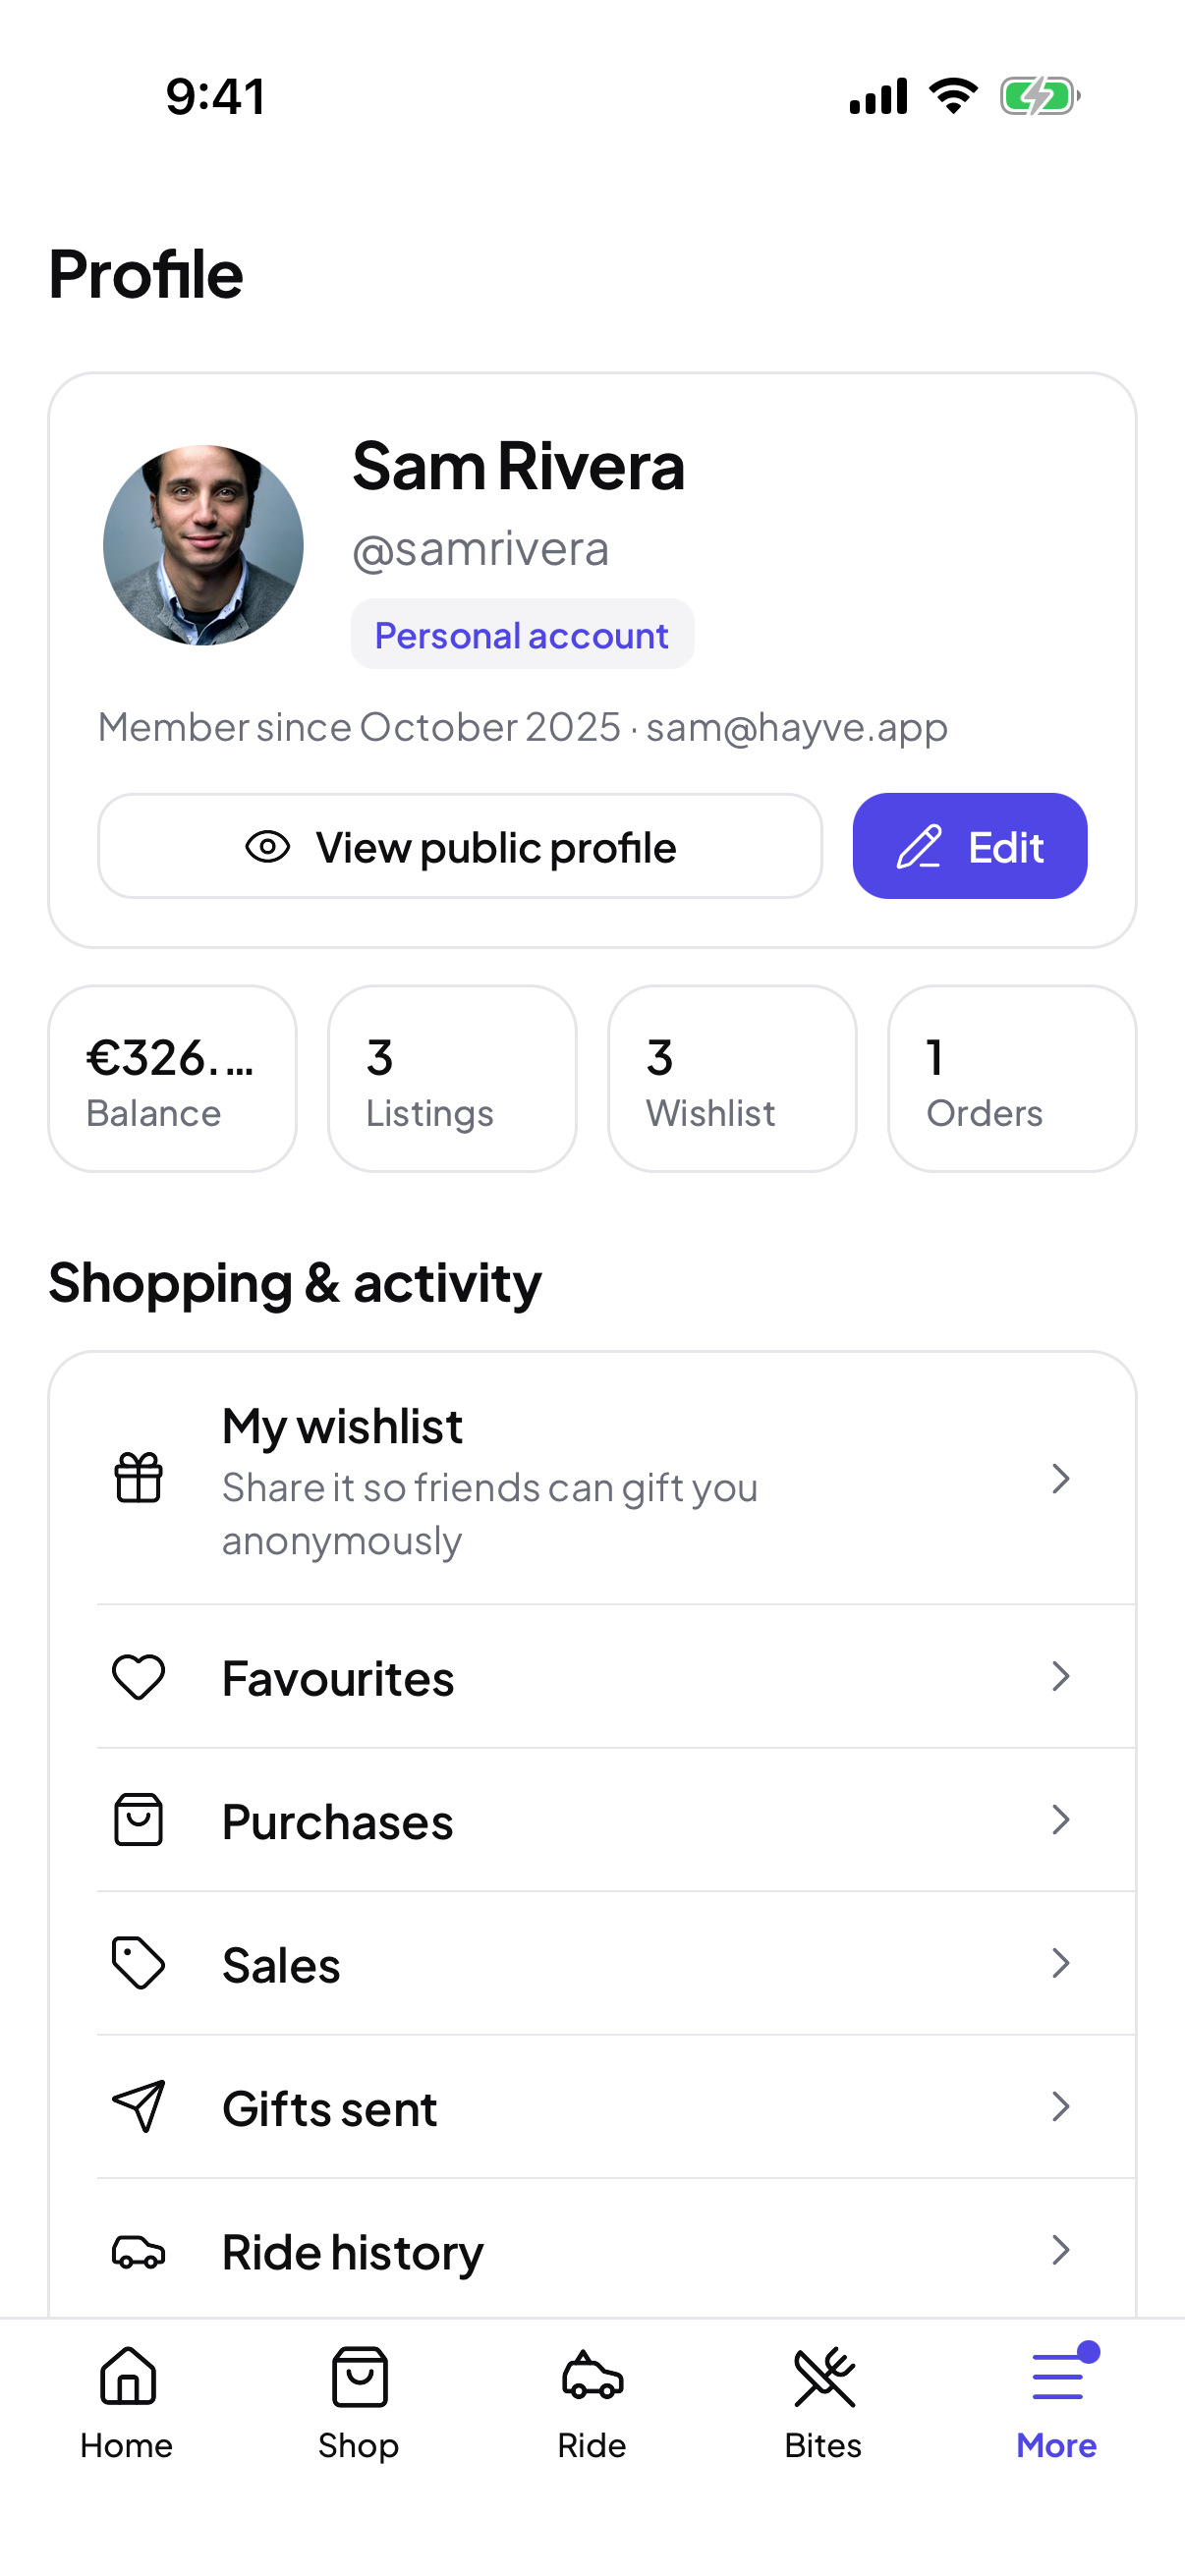 9:41
Profile
Sam Rivera
@samrivera
Personal account
Member since October 2025 · sam@hayve.app
View public profile
Edit
€326.…
Balance
3
Listings
3
Wishlist
1
Orders
Shopping & activity
My wishlist
Share it so friends can gift you
anonymously
Favourites
Purchases
Sales
Gifts sent
Ride history
Home
Shop
Ride
Bites
More